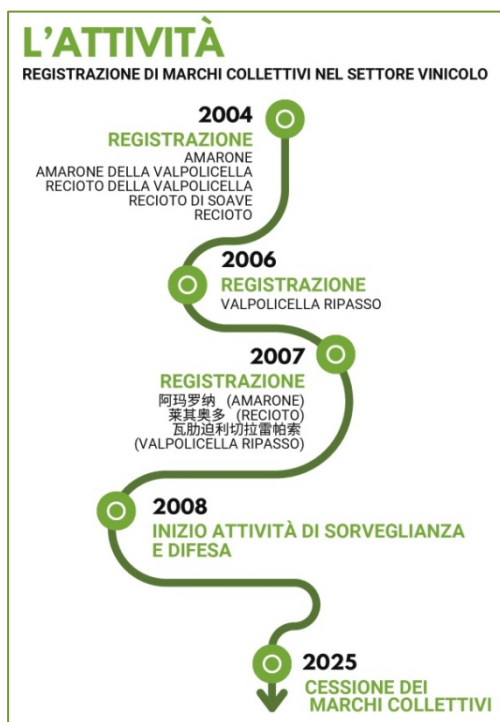 L'ATTIVITÀ
REGISTRAZIONE DI MARCHI COLLETTIVI NEL SETTORE VINICOLO
2004
REGISTRAZIONE
AMARONE
AMARONE DELLA VALPOLICELLA
RECIOTO DELLA VALPOLICELLA
RECIOTO DI SOAVE
RECIOTO
2006
REGISTRAZIONE
VALPOLICELLA RIPASSO
2007
REGISTRAZIONE
阿玛罗纳 (AMARONE)
莱其奥多 (RECIOTO)
瓦肋迫利切拉雷帕索
(VALPOLICELLA RIPASSO)
2008
INIZIO ATTIVITÀ DI SORVEGLIANZA
E DIFESA
2025
CESSIONE DEI
MARCHI COLLETTIVI